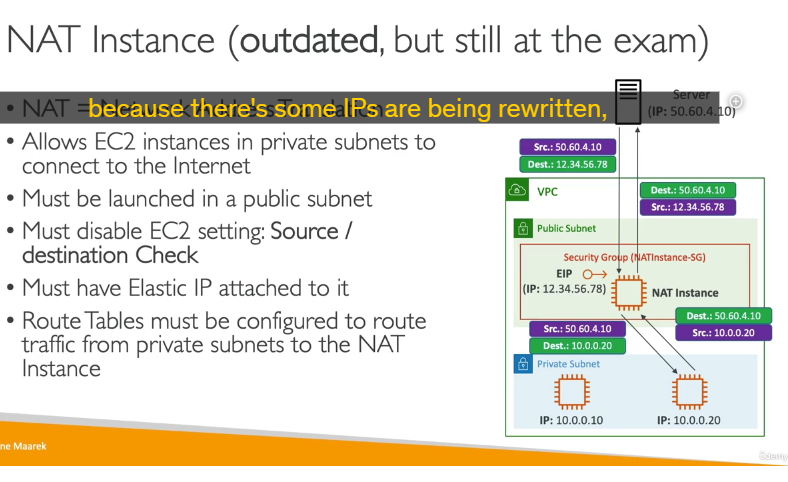 NAT Instance (outdated, but still at the exam)
• NAT = Network Address Translation
because there's some IPs are being rewritten,
• Allows EC2 instances in private subnets to
connect to the Internet
• Must be launched in a public subnet
• Must disable EC2 setting: Source /
destination Check
• Must have Elastic IP attached to it
• Route Tables must be configured to route
traffic from private subnets to the NAT
Instance
Server
(IP: 50.60.4.10)
Src.: 50.60.4.10
Dest.: 12.34.56.78
VPC
Dest.: 50.60.4.10
Src.: 12.34.56.78
Public Subnet
Security Group (NATInstance-SG)
EIP
(IP: 12.34.56.78)
NAT Instance
Dest.: 50.60.4.10
Src.: 10.0.0.20
Src.: 50.60.4.10
Dest.: 10.0.0.20
Private Subnet
IP: 10.0.0.10
IP: 10.0.0.20
ne Maarek
Udemy